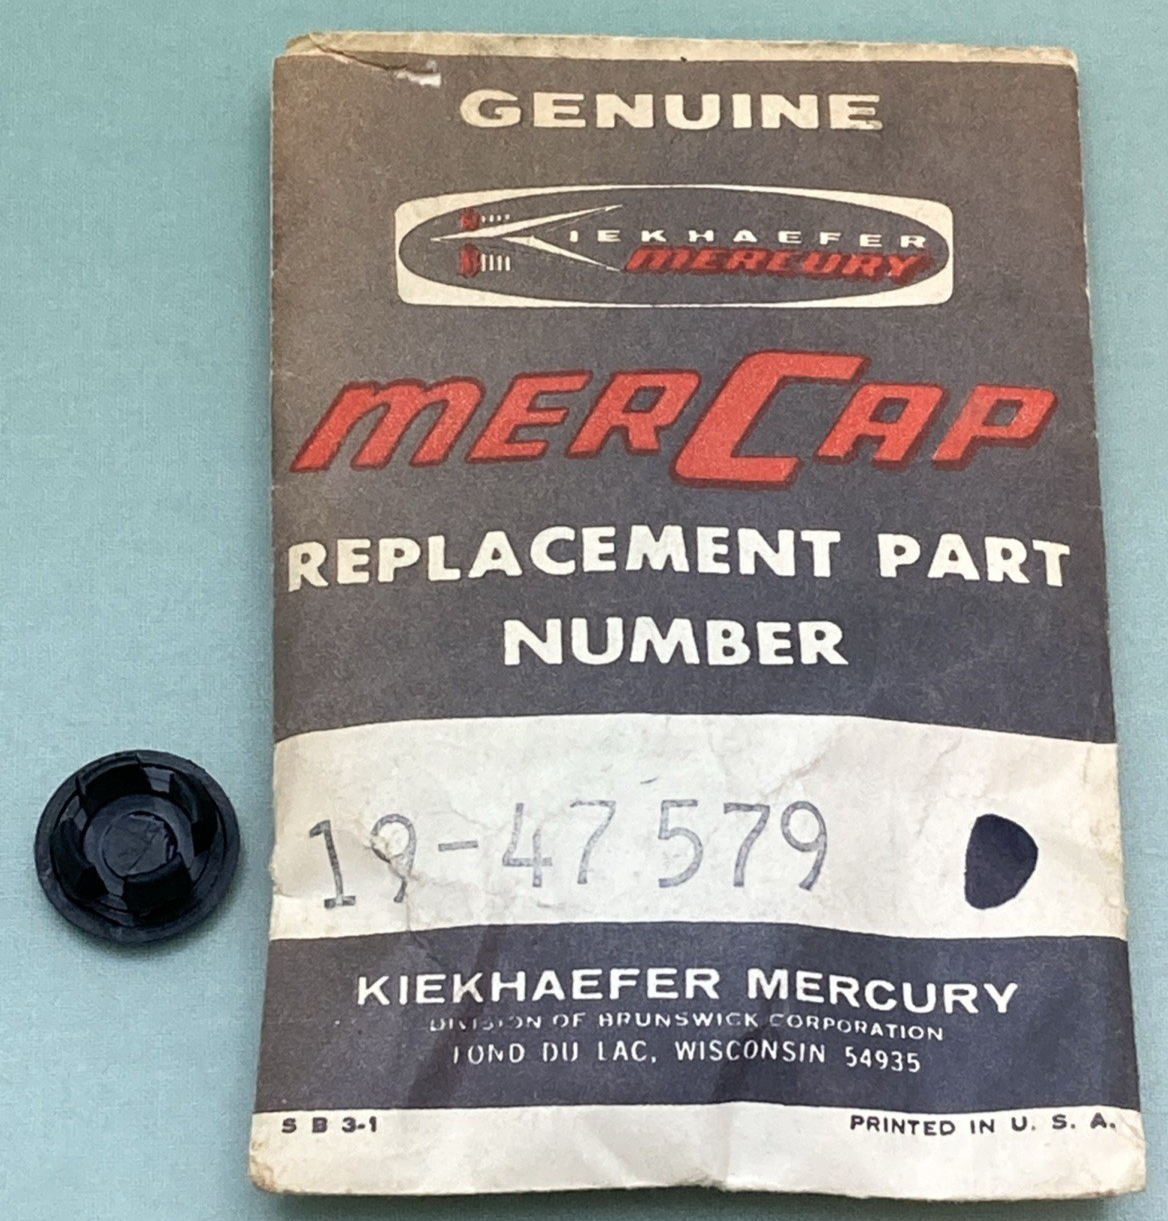 GENUINE
KIEKHAEFER
MERCURY
MERCAP
REPLACEMENT PART
NUMBER
19-47579
KIEKHAEFER MERCURY
DIVISION OF BRUNSWICK CORPORATION
FOND DU LAC, WISCONSIN 54935
S B 3-1
PRINTED IN U. S. A.